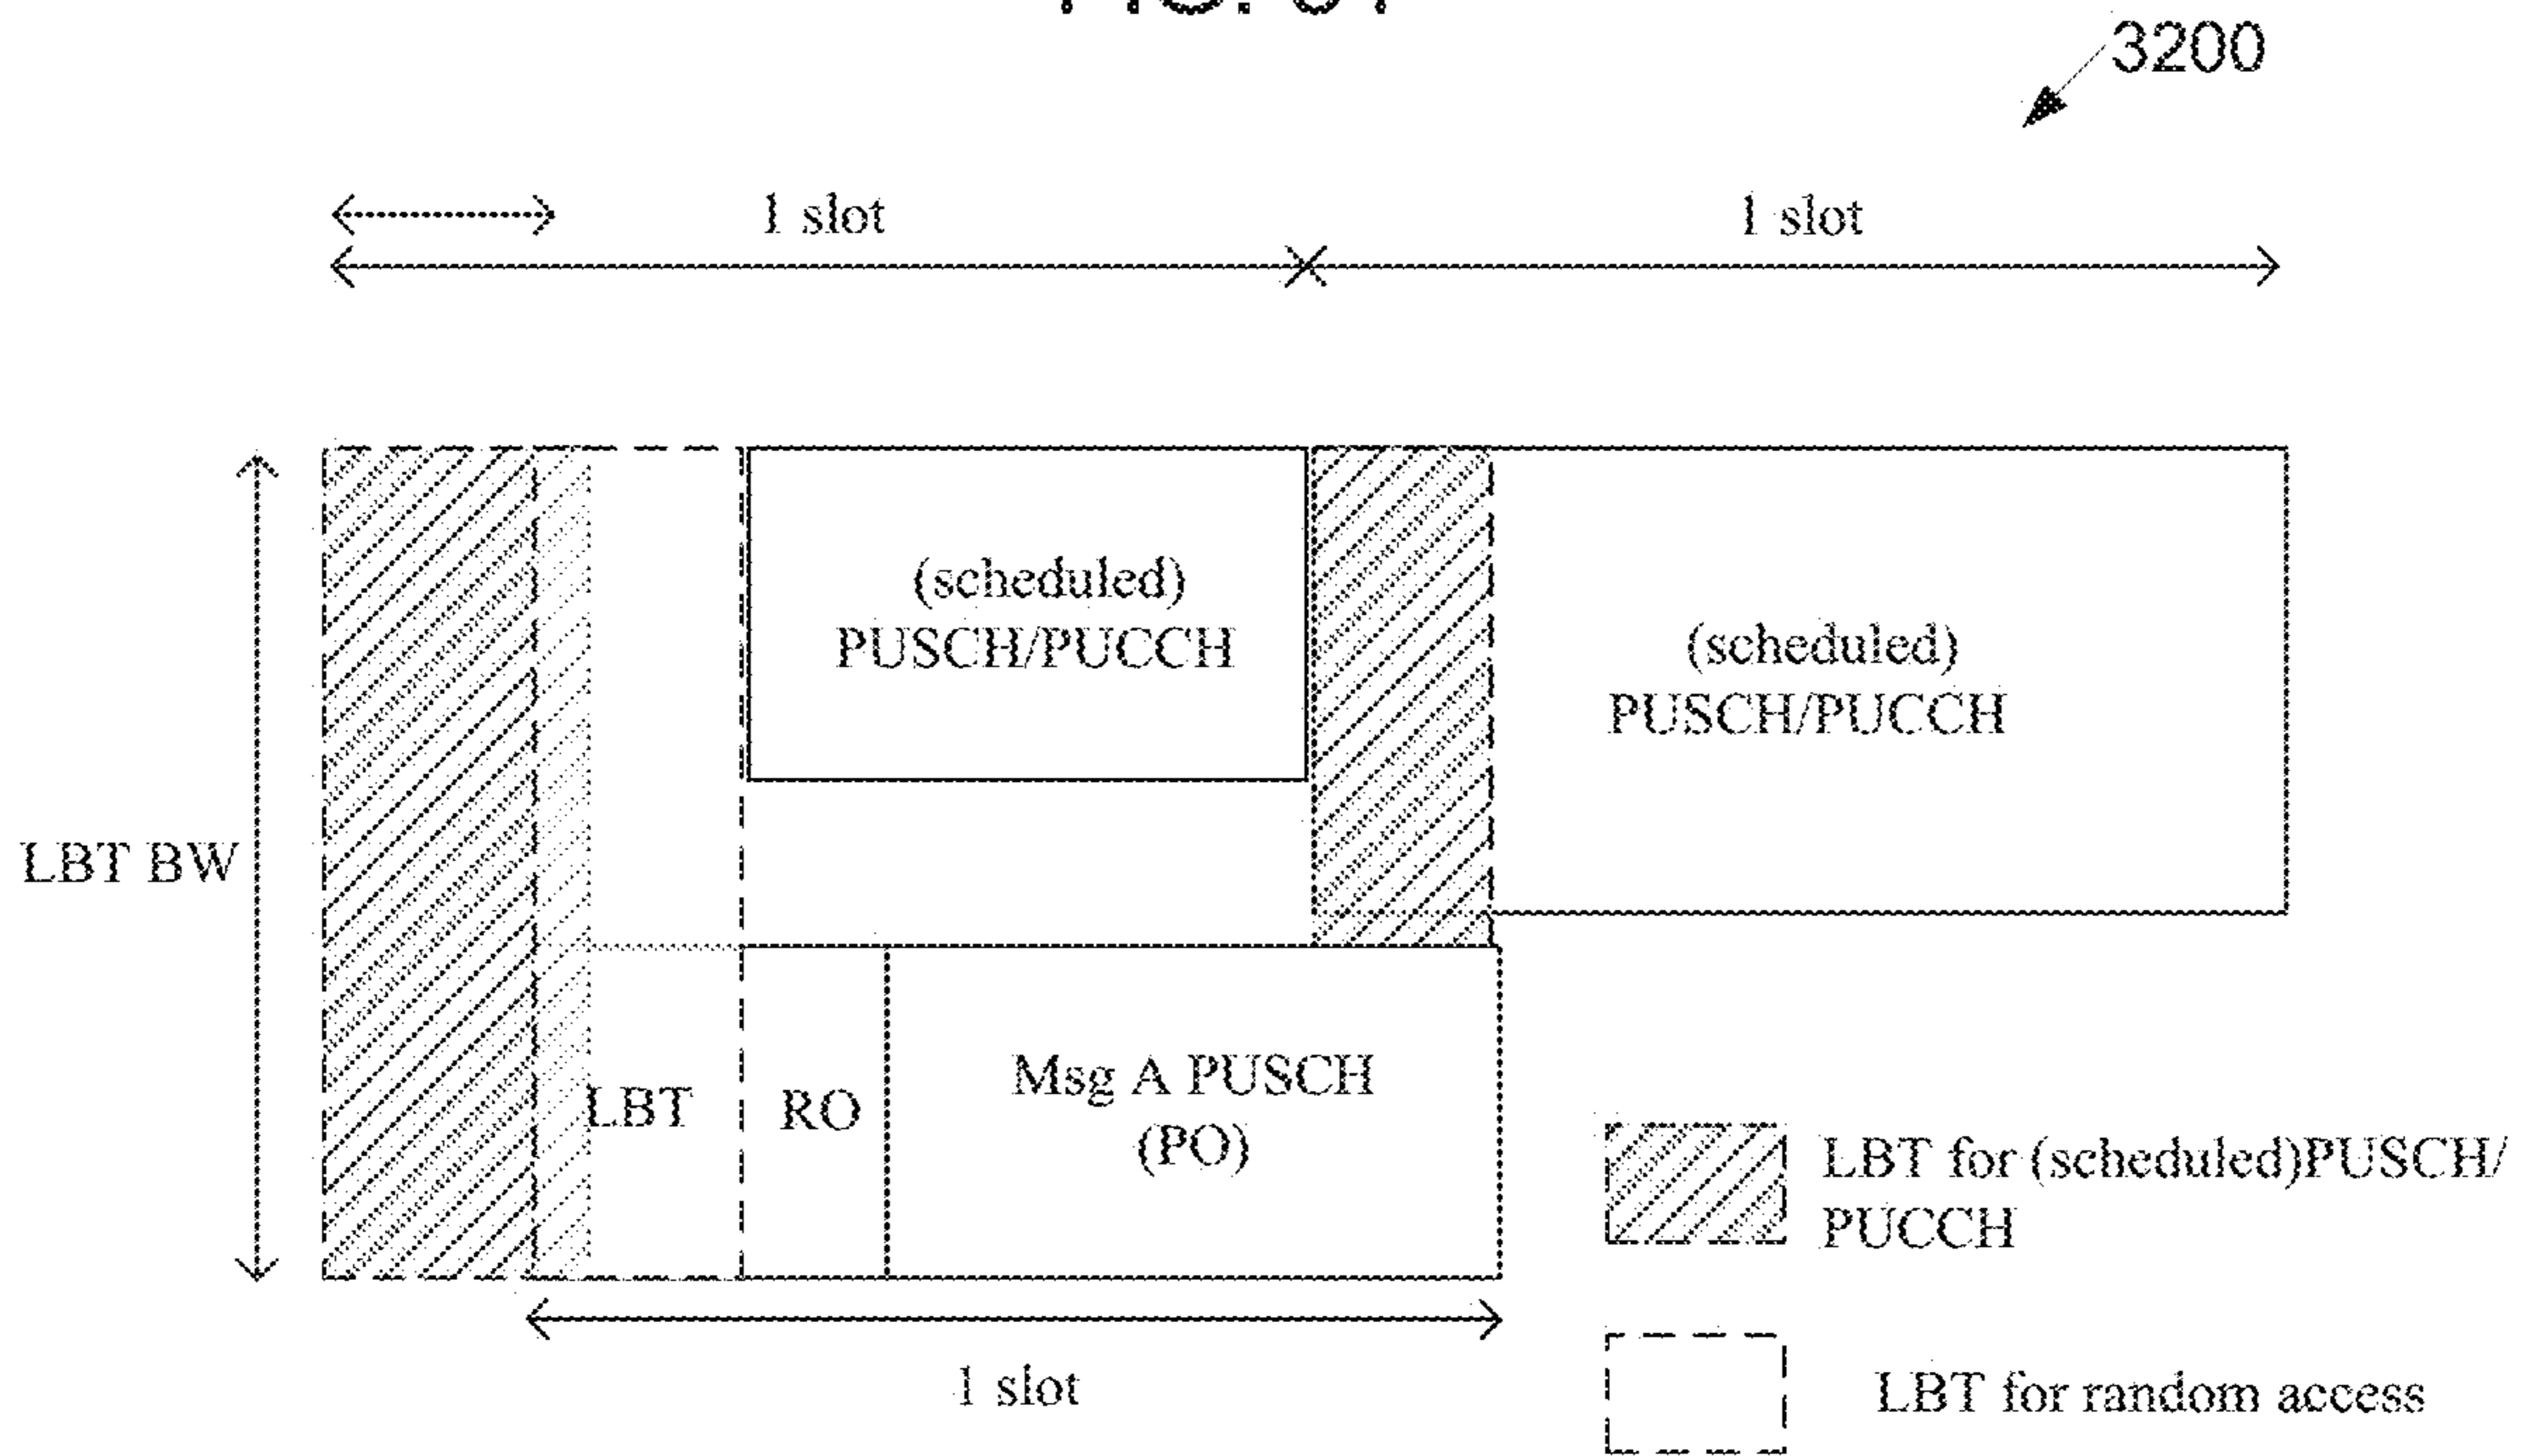 3200
1 slot
1 slot
(scheduled)
PUSCH/PUCCH
(scheduled)
PUSCH/PUCCH
LBT BW
LBT
RO
Msg A PUSCH
(PO)
LBT for (scheduled)PUSCH/
PUCCH
1 slot
LBT for random access